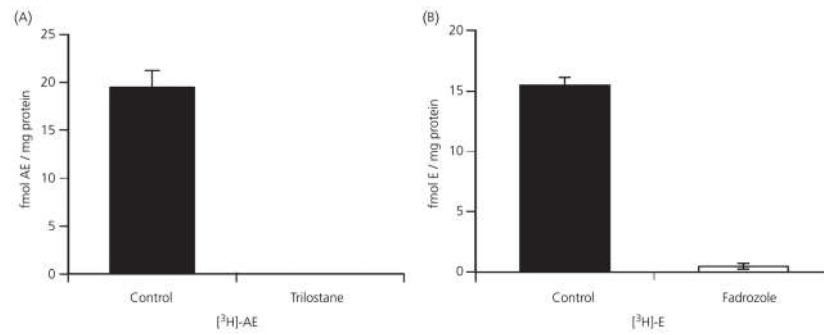 (A)
25
20
15
10
5
0
fmol AE / mg protein
Control
Trilostane
[³H]-AE
(B)
20
15
10
5
0
fmol E / mg protein
Control
Fadrozole
[³H]-E